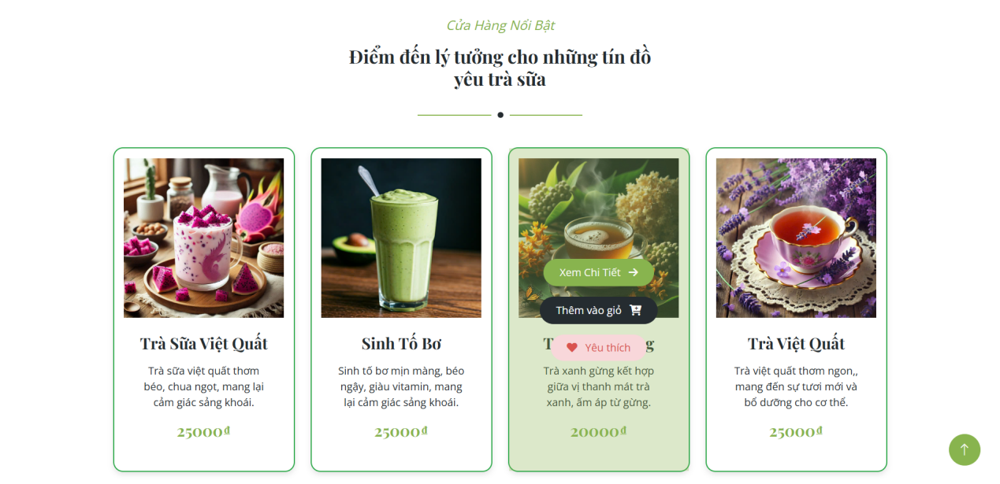 Cửa Hàng Nổi Bật
Điểm đến lý tưởng cho những tín đồ
yêu trà sữa
Trà Sữa Việt Quất
Trà sữa việt quất thơm
béo, chua ngọt, mang lại
cảm giác sảng khoái.
25000₫
Sinh Tố Bơ
Sinh tố bơ mịn màng, béo
ngậy, giàu vitamin, mang
lại cảm giác sảng khoái.
25000₫
Xem Chi Tiết
Thêm vào giỏ
Yêu thích
Trà xanh gừng kết hợp
giữa vị thanh mát trà
xanh, ấm áp từ gừng.
20000₫
Trà Việt Quất
Trà việt quất thơm ngon,,
mang đến sự tươi mới và
bổ dưỡng cho cơ thể.
25000₫